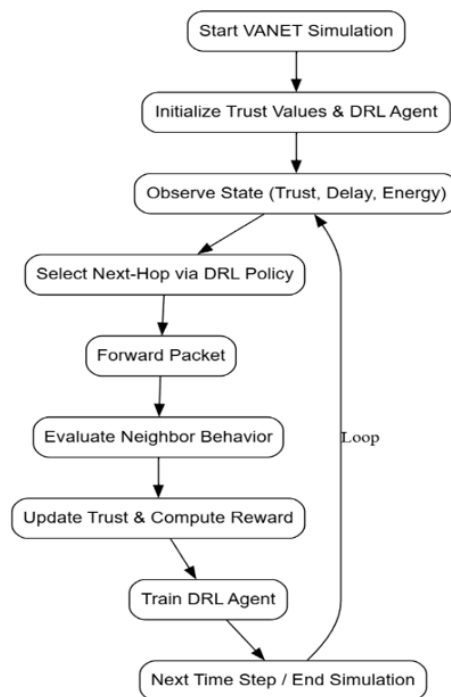 Start VANET Simulation
Initialize Trust Values & DRL Agent
Observe State (Trust, Delay, Energy)
Select Next-Hop via DRL Policy
Forward Packet
Evaluate Neighbor Behavior
Loop
Update Trust & Compute Reward
Train DRL Agent
Next Time Step / End Simulation